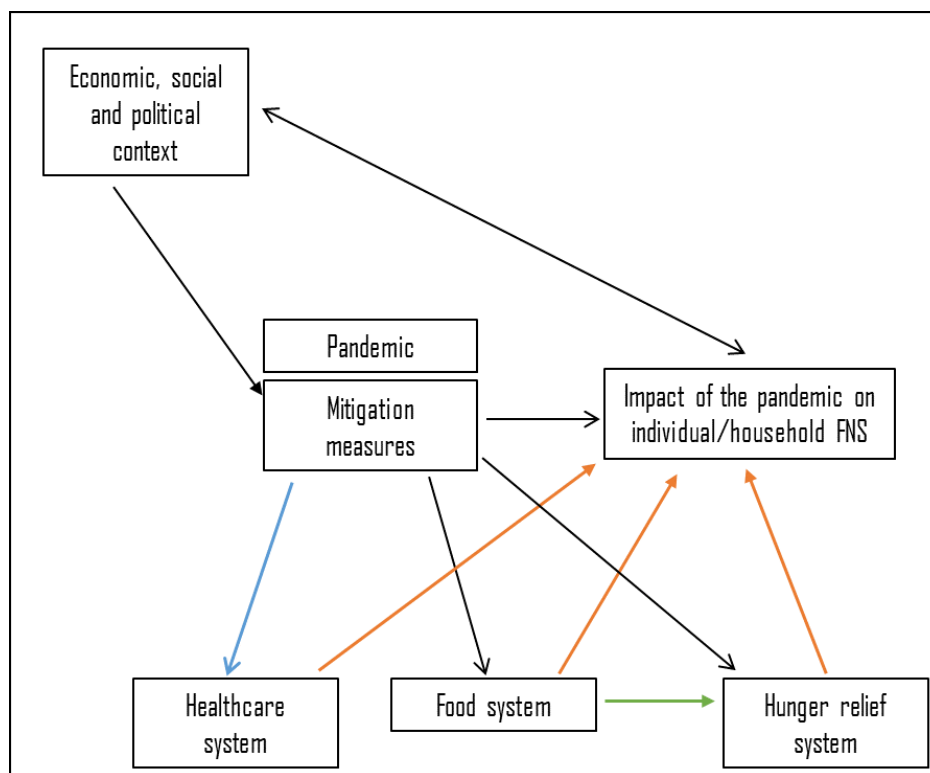 Economic, social
and political
context
Pandemic
Mitigation
measures
Impact of the pandemic on
individual/household FNS
Healthcare
system
Food system
Hunger relief
system